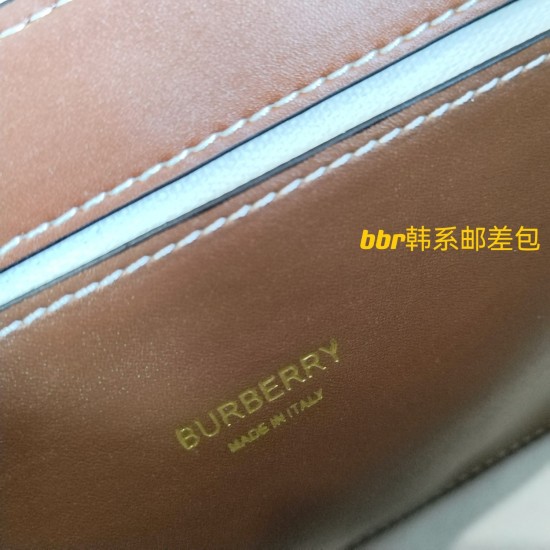 bbr韩系邮差包
BURBERRY
MADE IN ITALY